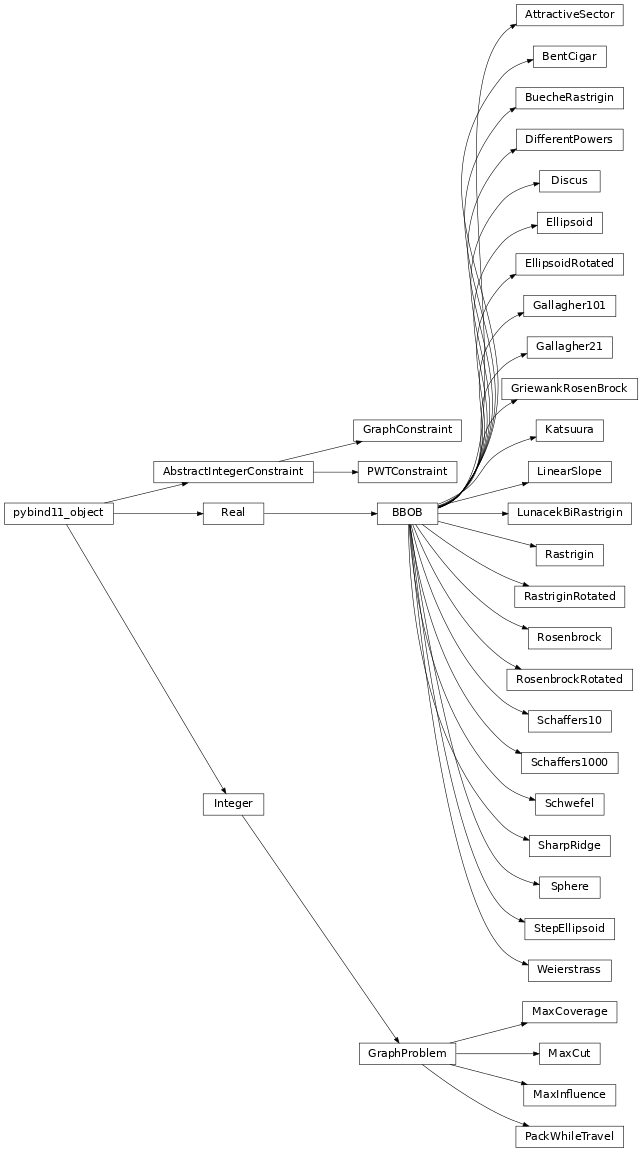 AttractiveSector
BentCigar
BuecheRastrigin
DifferentPowers
Discus
Ellipsoid
EllipsoidRotated
Gallagher101
Gallagher21
GriewankRosenBrock
GraphConstraint
Katsuura
AbstractIntegerConstraint
PWTConstraint
LinearSlope
pybind11_object
Real
BBOB
LunacekBiRastrigin
Rastrigin
RastriginRotated
Rosenbrock
RosenbrockRotated
Schaffers10
Schaffers1000
Integer
Schwefel
SharpRidge
Sphere
StepEllipsoid
Weierstrass
MaxCoverage
GraphProblem
MaxCut
MaxInfluence
PackWhileTravel